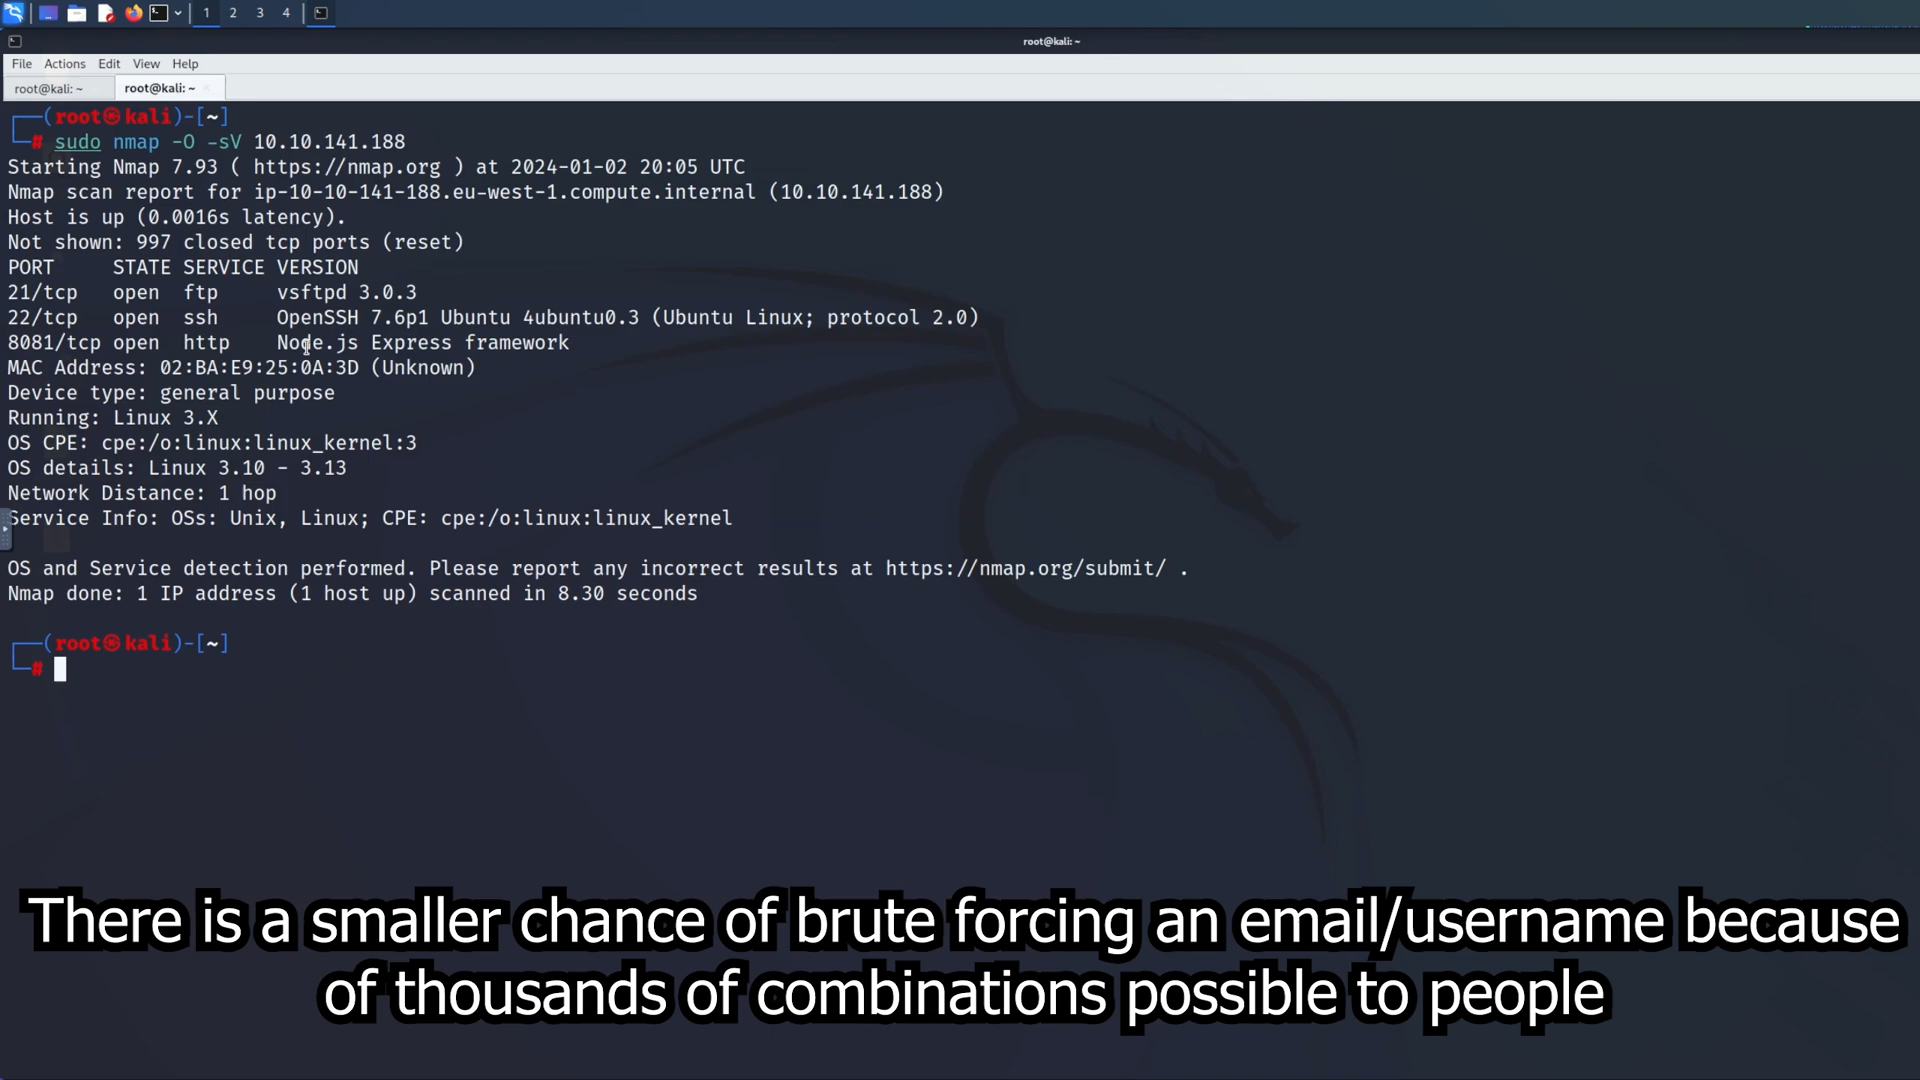 1 2 3 4
root@kali: ~
File Actions Edit View Help
root@kali: ~ root@kali: ~
┌──(root㉿kali)-[~]
└─# sudo nmap -O -sV 10.10.141.188
Starting Nmap 7.93 ( https://nmap.org ) at 2024-01-02 20:05 UTC
Nmap scan report for ip-10-10-141-188.eu-west-1.compute.internal (10.10.141.188)
Host is up (0.0016s latency).
Not shown: 997 closed tcp ports (reset)
PORT STATE SERVICE VERSION
21/tcp open ftp vsftpd 3.0.3
22/tcp open ssh OpenSSH 7.6p1 Ubuntu 4ubuntu0.3 (Ubuntu Linux; protocol 2.0)
8081/tcp open http Node.js Express framework
MAC Address: 02:BA:E9:25:0A:3D (Unknown)
Device type: general purpose
Running: Linux 3.X
OS CPE: cpe:/o:linux:linux_kernel:3
OS details: Linux 3.10 - 3.13
Network Distance: 1 hop
Service Info: OSs: Unix, Linux; CPE: cpe:/o:linux:linux_kernel
OS and Service detection performed. Please report any incorrect results at https://nmap.org/submit/ .
Nmap done: 1 IP address (1 host up) scanned in 8.30 seconds
┌──(root㉿kali)-[~]
└─#
There is a smaller chance of brute forcing an email/username because
of thousands of combinations possible to people